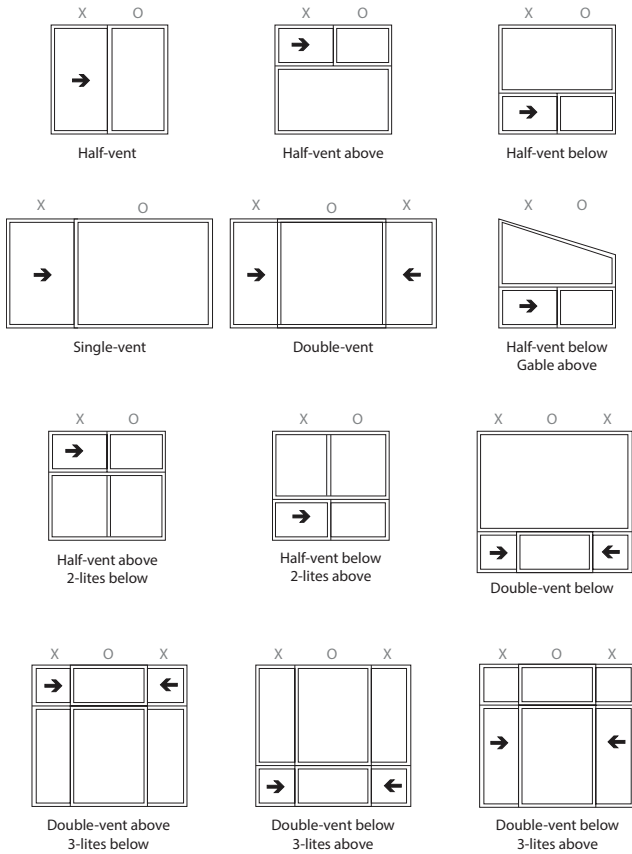 X O
X O
X O
Half-vent
Half-vent above
Half-vent below
X O
X O X
X O
Single-vent
Double-vent
Half-vent below
Gable above
X O
X O
X O X
Half-vent above
2-lites below
Half-vent below
2-lites above
Double-vent below
X O X
X O X
X O X
Double-vent above
3-lites below
Double-vent below
3-lites above
Double-vent below
3-lites above